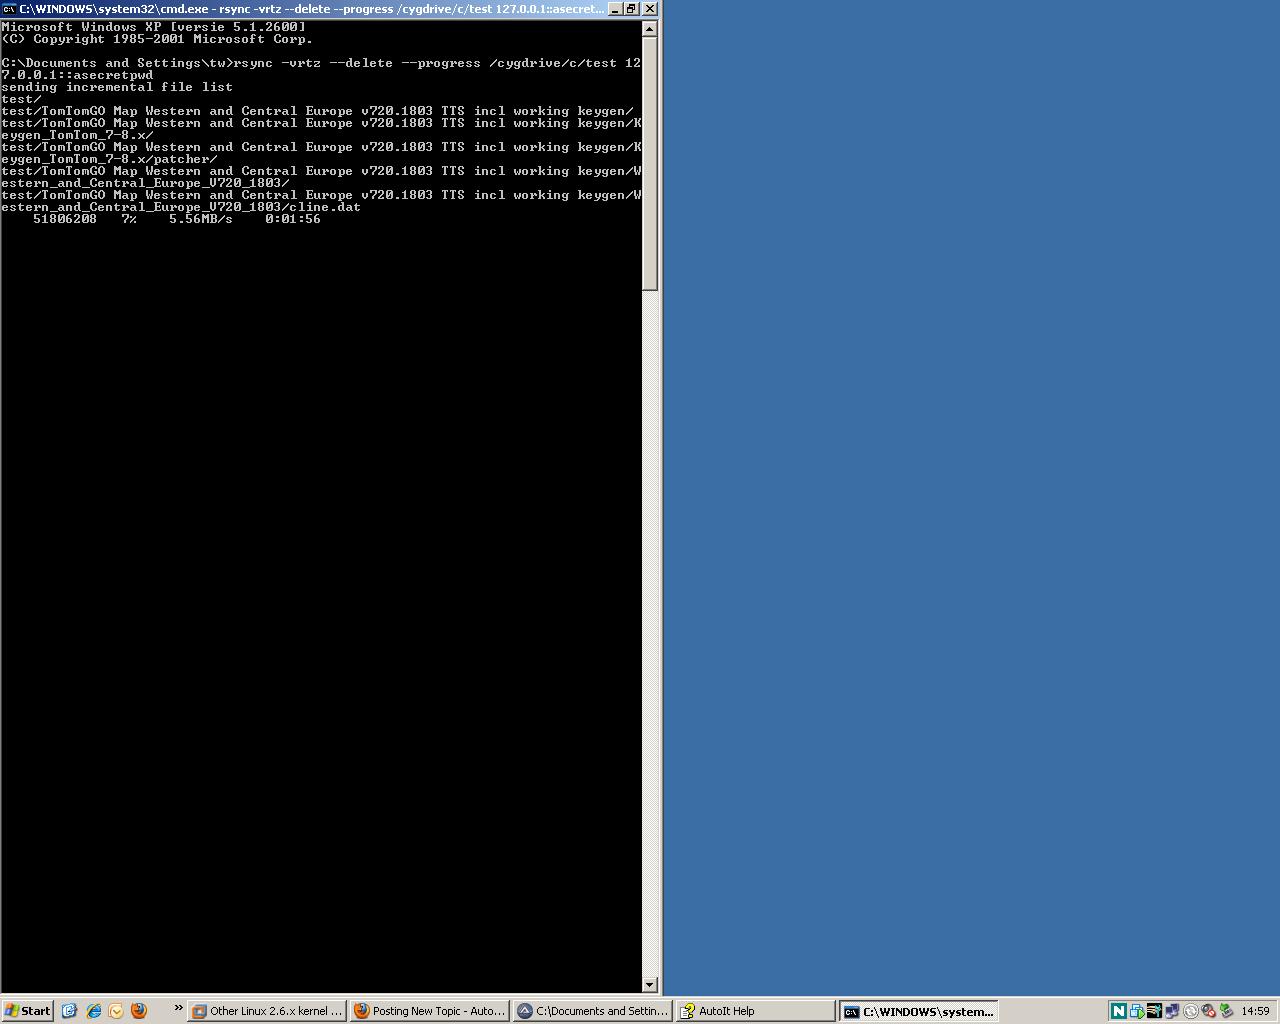 C:\WINDOWS\system32\cmd.exe - rsync -vrtz --delete --progress /cygdrive/c/test 127.0.0.1::asecret...
Microsoft Windows XP [versie 5.1.2600]
(C) Copyright 1985-2001 Microsoft Corp.
C:\Documents and Settings\tw>rsync -vrtz --delete --progress /cygdrive/c/test 12
7.0.0.1::asecretpwd
sending incremental file list
test/
test/TomTomGO Map Western and Central Europe v720.1803 TTS incl working keygen/
test/TomTomGO Map Western and Central Europe v720.1803 TTS incl working keygen/K
eygen_TomTom_7-8.x/
test/TomTomGO Map Western and Central Europe v720.1803 TTS incl working keygen/K
eygen_TomTom_7-8.x/patcher/
test/TomTomGO Map Western and Central Europe v720.1803 TTS incl working keygen/W
estern_and_Central_Europe_V720_1803/
test/TomTomGO Map Western and Central Europe v720.1803 TTS incl working keygen/W
estern_and_Central_Europe_V720_1803/cline.dat
51806208 7% 5.56MB/s 0:01:56
Start » Other Linux 2.6.x kernel ... Posting New Topic - Auto... C:\Documents and Settin... AutoIt Help C:\WINDOWS\system... N 14:59